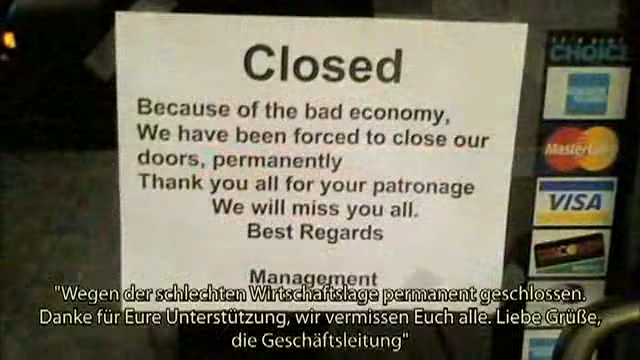 Closed
Because of the bad economy,
We have been forced to close our
doors, permanently
Thank you all for your patronage
We will miss you all.
Best Regards
Management
CHOICE
MasterCard
VISA
"Wegen der schlechten Wirtschaftslage permanent geschlossen.
Danke für Eure Unterstützung, wir vermissen Euch alle. Liebe Grüße,
die Geschäftsleitung"